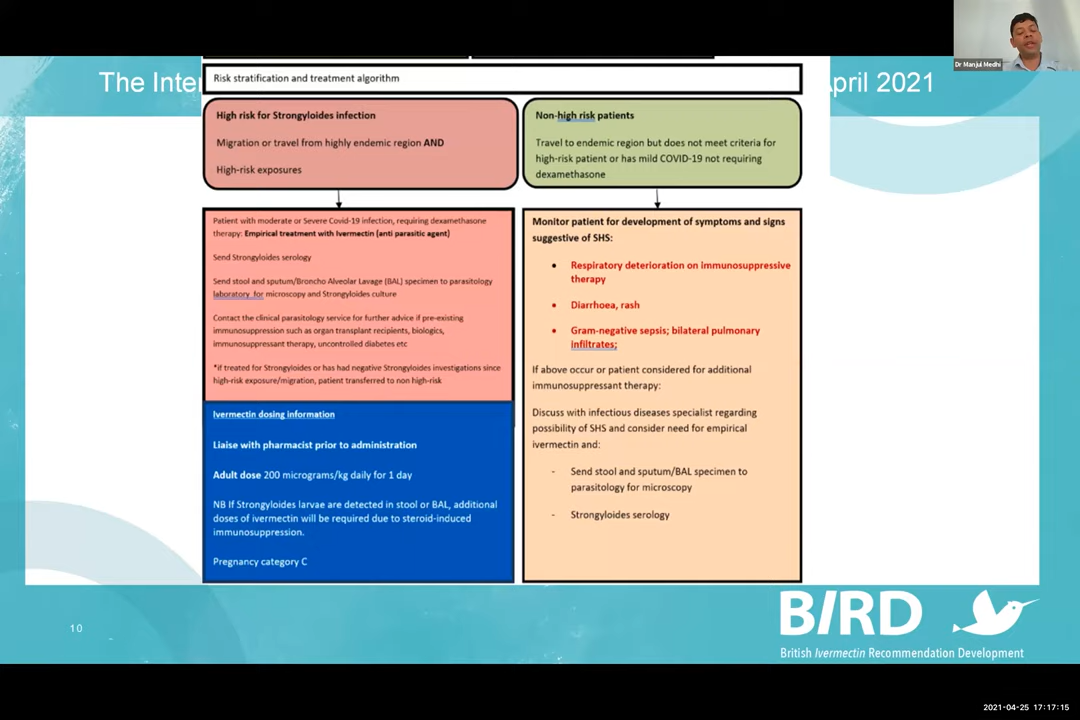 The Inter
April 2021
Dr Manjul Medhi
Risk stratification and treatment algorithm
High risk for Strongyloides infection
Migration or travel from highly endemic region AND
High-risk exposures
Non-high risk patients
Travel to endemic region but does not meet criteria for
high-risk patient or has mild COVID-19 not requiring
dexamethasone
Patient with moderate or Severe Covid-19 infection, requiring dexamethasone
therapy: Empirical treatment with Ivermectin (anti parasitic agent)
Send Strongyloides serology
Send stool and sputum/Broncho Alveolar Lavage (BAL) specimen to parasitology
laboratory for microscopy and Strongyloides culture
Contact the clinical parasitology service for further advice if pre-existing
immunosuppression such as organ transplant recipients, biologics,
immunosuppressant therapy, uncontrolled diabetes etc
*if treated for Strongyloides or has had negative Strongyloides investigations since
high-risk exposure/migration, patient transferred to non high-risk
Ivermectin dosing information
Liaise with pharmacist prior to administration
Adult dose 200 micrograms/kg daily for 1 day
NB If Strongyloides larvae are detected in stool or BAL, additional
doses of ivermectin will be required due to steroid-induced
immunosuppression.
Pregnancy category C
Monitor patient for development of symptoms and signs
suggestive of SHS:
• Respiratory deterioration on immunosuppressive
therapy
• Diarrhoea, rash
• Gram-negative sepsis; bilateral pulmonary
infiltrates;
If above occur or patient considered for additional
immunosuppressant therapy:
Discuss with infectious diseases specialist regarding
possibility of SHS and consider need for empirical
ivermectin and:
- Send stool and sputum/BAL specimen to
parasitology for microscopy
- Strongyloides serology
10
BIRD
British Ivermectin Recommendation Development
2021-04-25 17:17:15